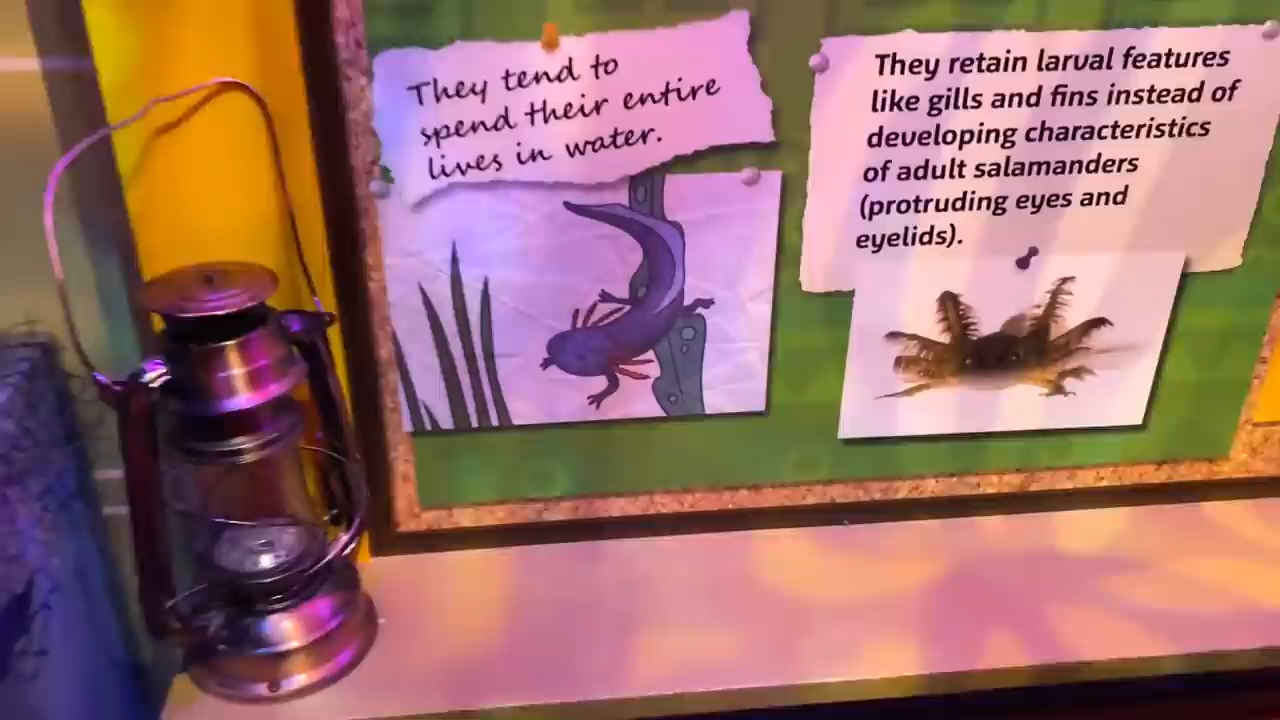 They tend to
spend their entire
lives in water.
They retain larval features
like gills and fins instead of
developing characteristics
of adult salamanders
(protruding eyes and
eyelids).